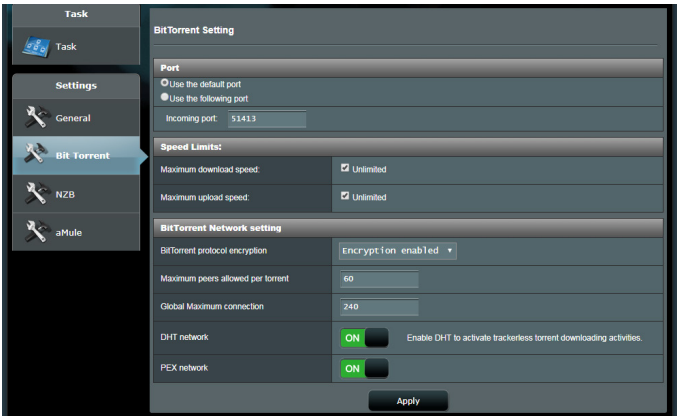 Task
Task
Settings
General
Bit Torrent
NZB
aMule
BitTorrent Setting
Port
Use the default port
Use the following port
Incoming port: 51413
Speed Limits:
Maximum download speed: Unlimited
Maximum upload speed: Unlimited
BitTorrent Network setting
BitTorrent protocol encryption Encryption enabled
Maximum peers allowed per torrent 60
Global Maximum connection 240
DHT network ON Enable DHT to activate trackerless torrent downloading activities.
PEX network ON
Apply